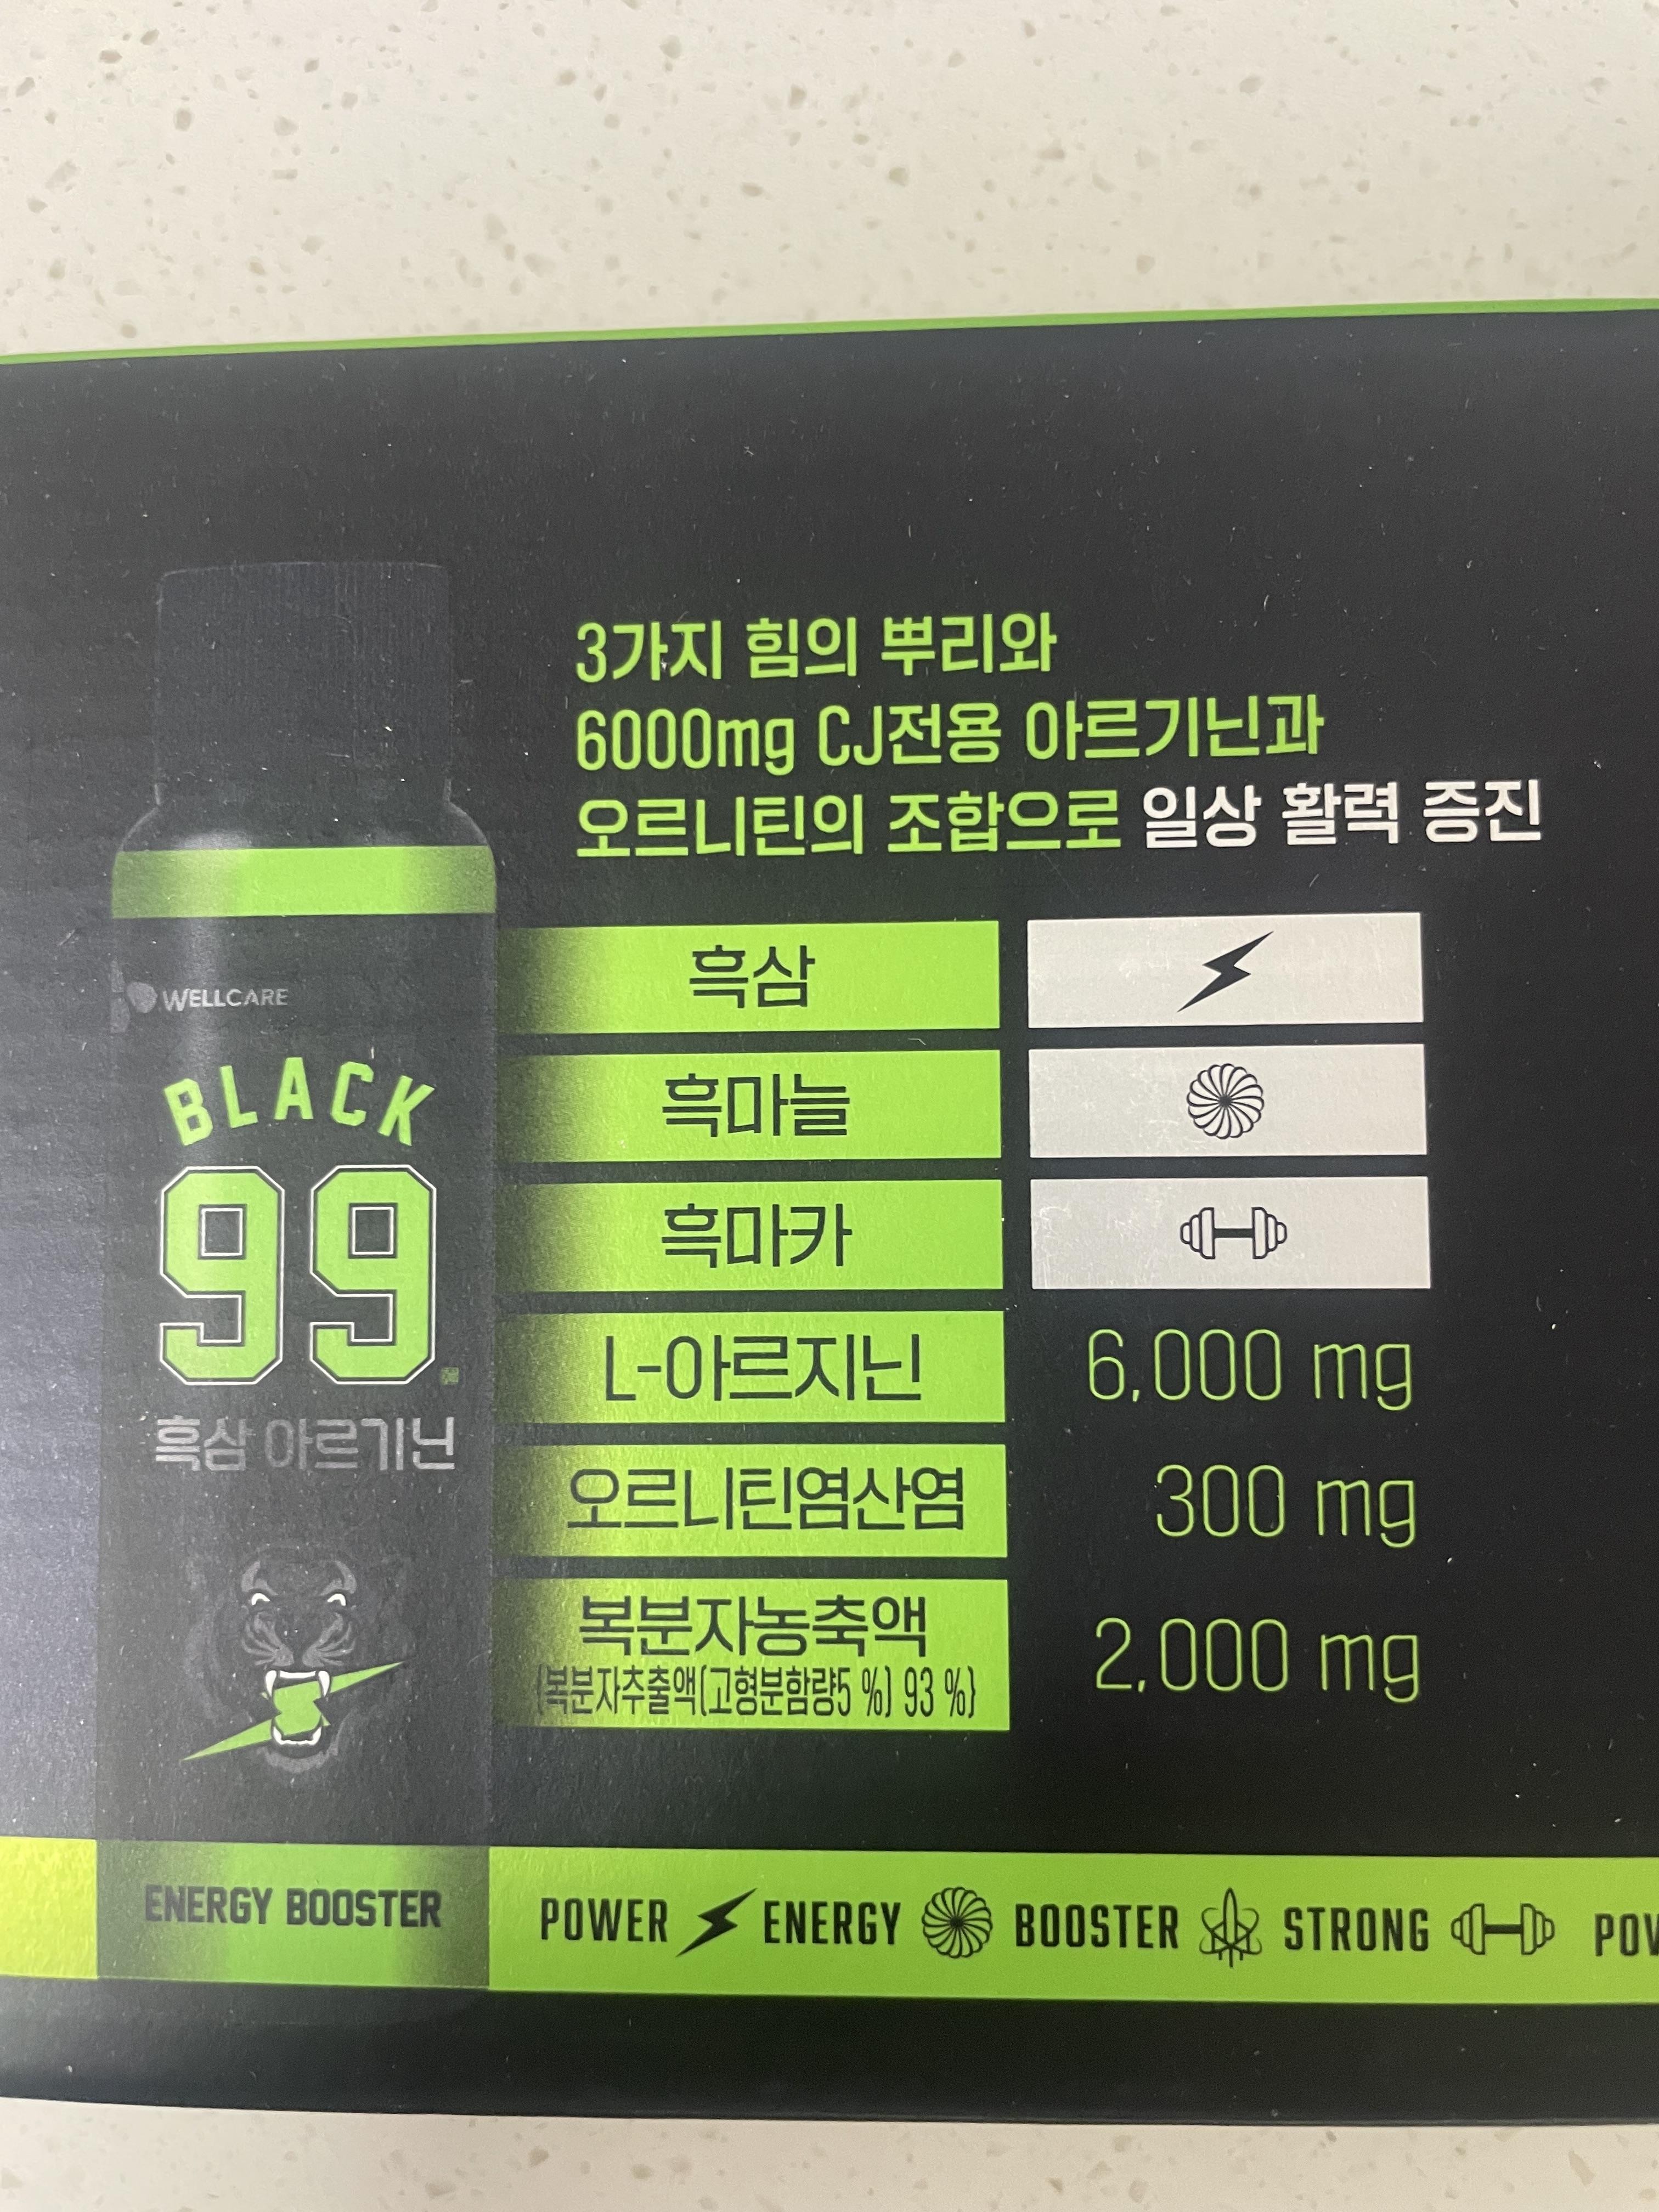 3가지 힘의 뿌리와
6000mg CJ전용 아르기닌과
오르니틴의 조합으로 일상 활력 증진
WELLCARE
BLACK
99
흑삼 아르기닌
흑삼
흑마늘
흑마카
L-아르지닌 6,000 mg
오르니틴염산염 300 mg
복분자농축액 2,000 mg
{복분자추출액(고형분함량5 %) 93 %}
ENERGY BOOSTER
POWER ENERGY BOOSTER STRONG